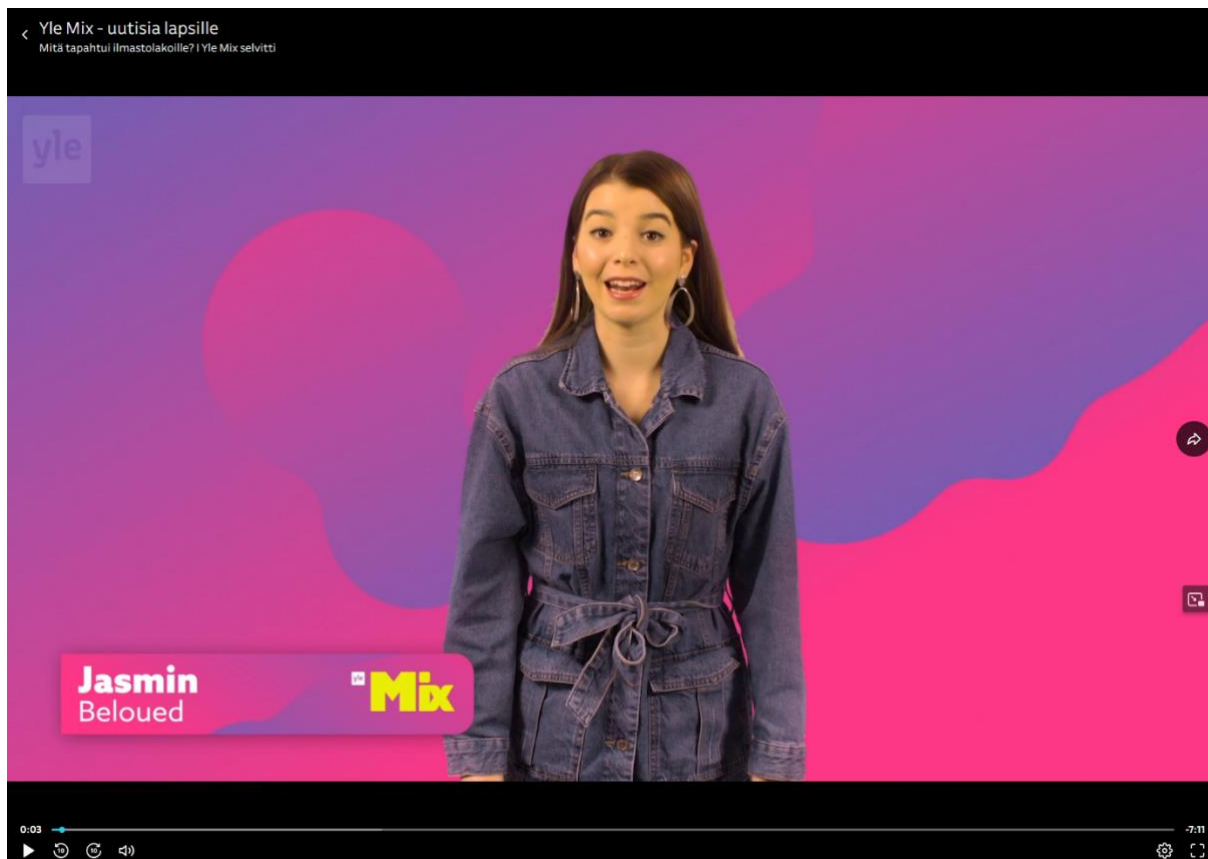 Yle Mix - uutisia lapsille
Mitä tapahtui ilmastolakoille? I Yle Mix selvitti
yle
Jasmin
Beloued
yle Mix
0:03
-7:11
10 10